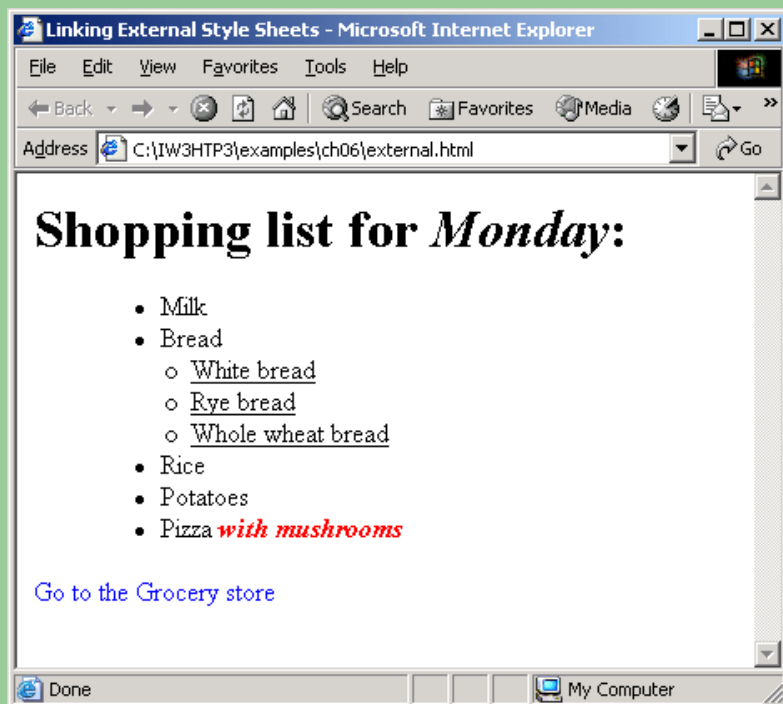 Linking External Style Sheets - Microsoft Internet Explorer
File Edit View Favorites Tools Help
Back Search Favorites Media »
Address C:\IW3HTP3\examples\ch06\external.html Go
Shopping list for Monday:
Milk
Bread
White bread
Rye bread
Whole wheat bread
Rice
Potatoes
Pizza with mushrooms
Go to the Grocery store
Done My Computer